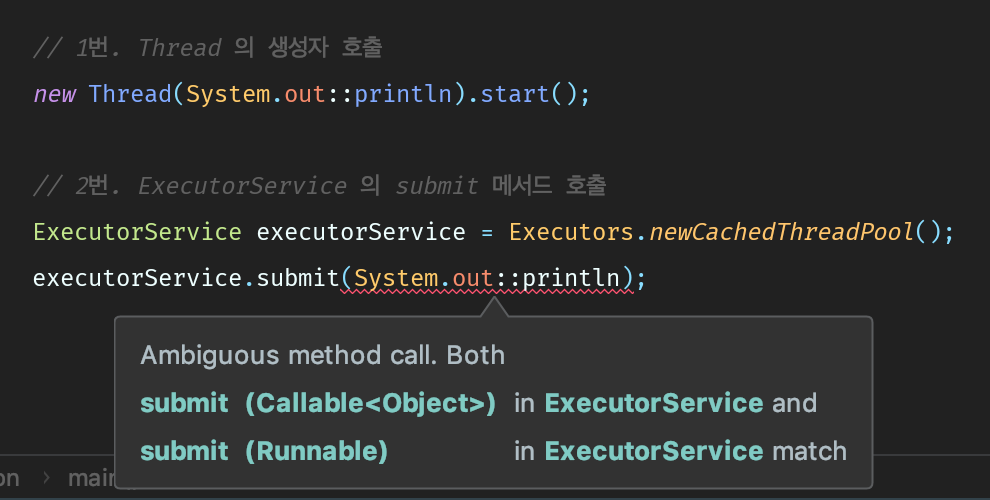 // 1번. Thread 의 생성자 호출
new Thread(System.out::println).start();
// 2번. ExecutorService 의 submit 메서드 호출
ExecutorService executorService = Executors.newCachedThreadPool();
executorService.submit(System.out::println);
Ambiguous method call. Both
submit (Callable<Object>) in ExecutorService and
submit (Runnable) in ExecutorService match
on > main